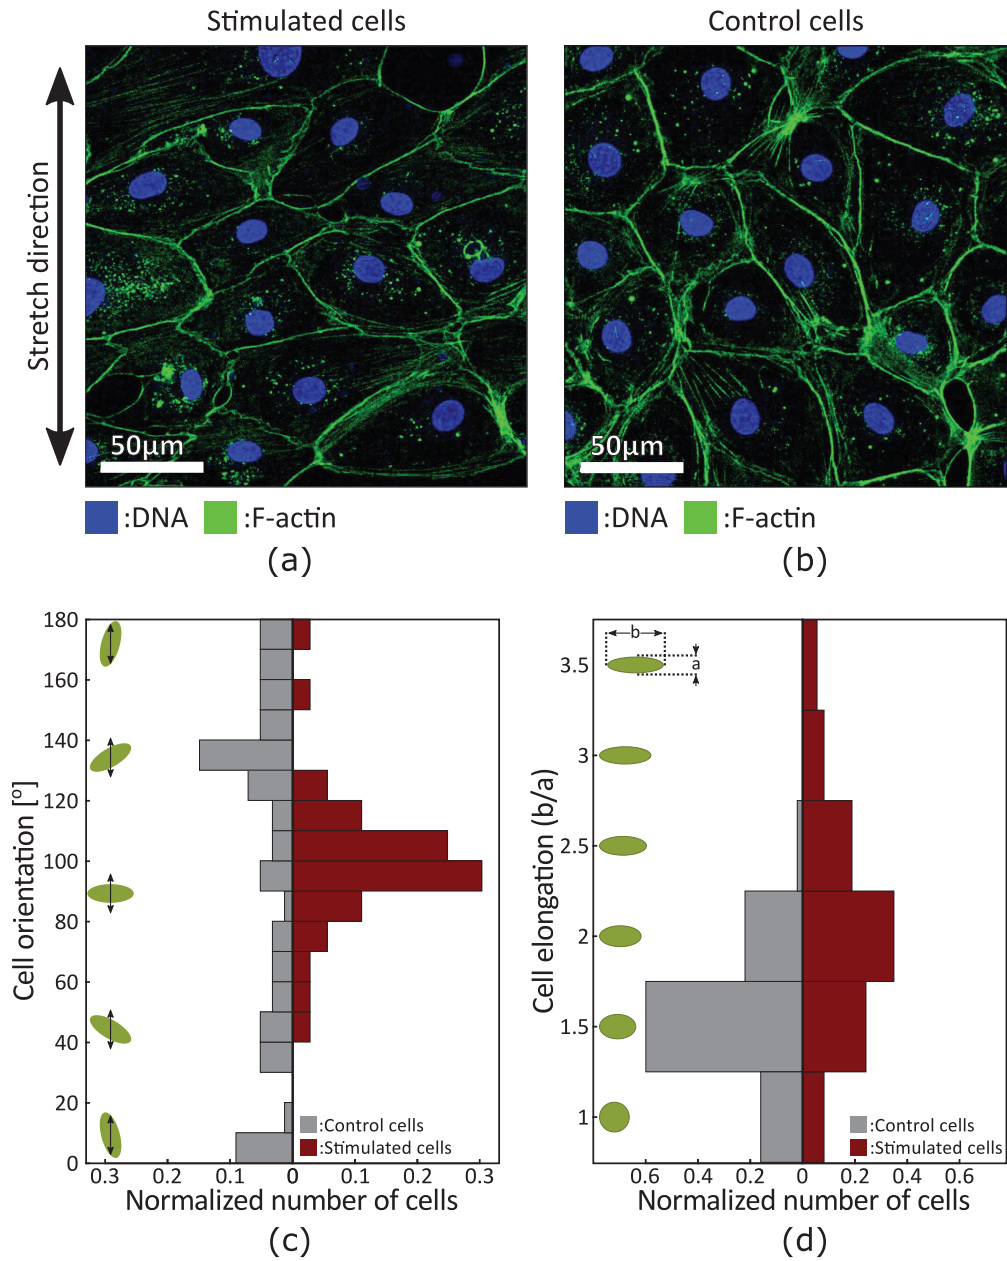 Stimulated cells
Control cells
Stretch direction
50µm
50µm
:DNA :F-actin
:DNA :F-actin
(a)
(b)
Cell orientation [º]
180
160
140
120
100
80
60
40
20
0
:Control cells
:Stimulated cells
0.3 0.2 0.1 0 0.1 0.2 0.3
Normalized number of cells
(c)
Cell elongation (b/a)
b
a
3.5
3
2.5
2
1.5
1
:Control cells
:Stimulated cells
0.6 0.4 0.2 0 0.2 0.4 0.6
Normalized number of cells
(d)